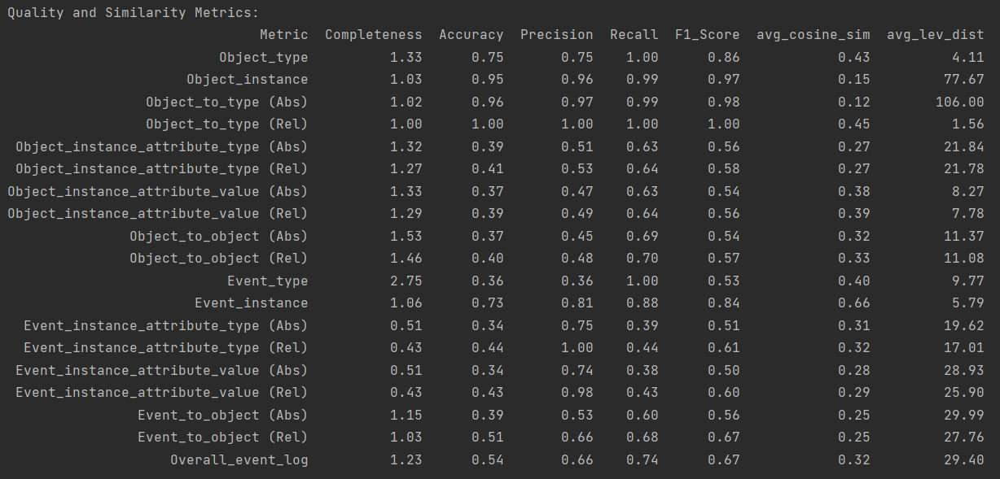 Quality and Similarity Metrics:
Metric Completeness Accuracy Precision Recall F1_Score avg_cosine_sim avg_lev_dist
Object_type 1.33 0.75 0.75 1.00 0.86 0.43 4.11
Object_instance 1.03 0.95 0.96 0.99 0.97 0.15 77.67
Object_to_type (Abs) 1.02 0.96 0.97 0.99 0.98 0.12 106.00
Object_to_type (Rel) 1.00 1.00 1.00 1.00 1.00 0.45 1.56
Object_instance_attribute_type (Abs) 1.32 0.39 0.51 0.63 0.56 0.27 21.84
Object_instance_attribute_type (Rel) 1.27 0.41 0.53 0.64 0.58 0.27 21.78
Object_instance_attribute_value (Abs) 1.33 0.37 0.47 0.63 0.54 0.38 8.27
Object_instance_attribute_value (Rel) 1.29 0.39 0.49 0.64 0.56 0.39 7.78
Object_to_object (Abs) 1.53 0.37 0.45 0.69 0.54 0.32 11.37
Object_to_object (Rel) 1.46 0.40 0.48 0.70 0.57 0.33 11.08
Event_type 2.75 0.36 0.36 1.00 0.53 0.40 9.77
Event_instance 1.06 0.73 0.81 0.88 0.84 0.66 5.79
Event_instance_attribute_type (Abs) 0.51 0.34 0.75 0.39 0.51 0.31 19.62
Event_instance_attribute_type (Rel) 0.43 0.44 1.00 0.44 0.61 0.32 17.01
Event_instance_attribute_value (Abs) 0.51 0.34 0.74 0.38 0.50 0.28 28.93
Event_instance_attribute_value (Rel) 0.43 0.43 0.98 0.43 0.60 0.29 25.90
Event_to_object (Abs) 1.15 0.39 0.53 0.60 0.56 0.25 29.99
Event_to_object (Rel) 1.03 0.51 0.66 0.68 0.67 0.25 27.76
Overall_event_log 1.23 0.54 0.66 0.74 0.67 0.32 29.40